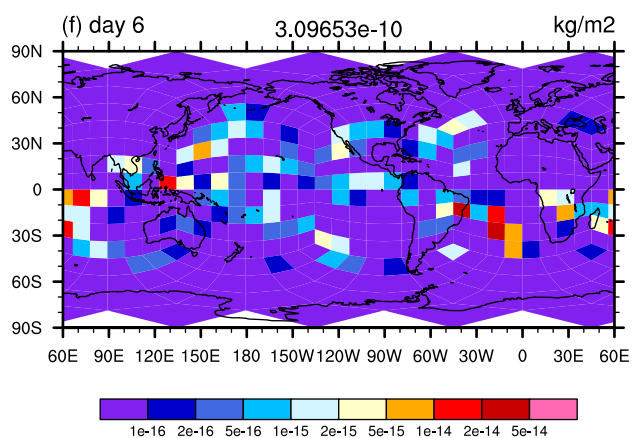 (f) day 6 3.09653e-10 kg/m2
90N
60N
30N
0
30S
60S
90S
60E 90E 120E 150E 180 150W 120W 90W 60W 30W 0 30E 60E
1e-16 2e-16 5e-16 1e-15 2e-15 5e-15 1e-14 2e-14 5e-14